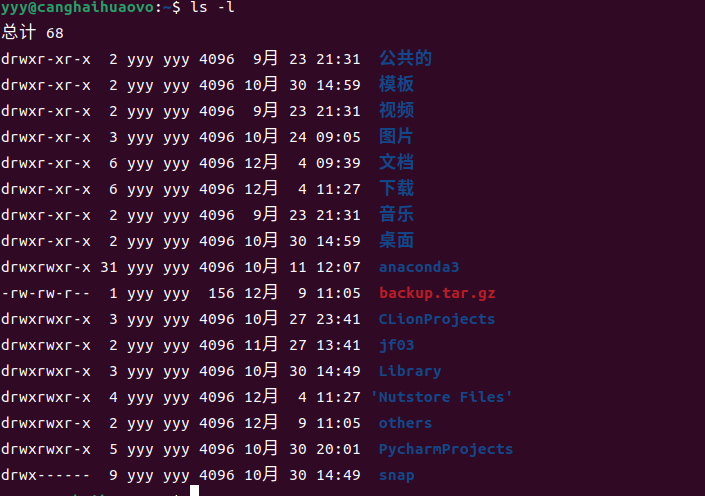 yyy@canghaihuaovo:~$ ls -l
总计 68
drwxr-xr-x  2 yyy yyy 4096  9月 23 21:31  公共的
drwxr-xr-x  2 yyy yyy 4096 10月 30 14:59  模板
drwxr-xr-x  2 yyy yyy 4096  9月 23 21:31  视频
drwxr-xr-x  3 yyy yyy 4096 10月 24 09:05  图片
drwxr-xr-x  6 yyy yyy 4096 12月  4 09:39  文档
drwxr-xr-x  6 yyy yyy 4096 12月  4 11:27  下载
drwxr-xr-x  2 yyy yyy 4096  9月 23 21:31  音乐
drwxr-xr-x  2 yyy yyy 4096 10月 30 14:59  桌面
drwxrwxr-x 31 yyy yyy 4096 10月 11 12:07  anaconda3
-rw-rw-r--  1 yyy yyy  156 12月  9 11:05  backup.tar.gz
drwxrwxr-x  3 yyy yyy 4096 10月 27 23:41  CLionProjects
drwxrwxr-x  2 yyy yyy 4096 11月 27 13:41  jf03
drwxrwxr-x  3 yyy yyy 4096 10月 30 14:49  Library
drwxrwxr-x  4 yyy yyy 4096 12月  4 11:27 'Nutstore Files'
drwxrwxr-x  2 yyy yyy 4096 12月  9 11:05  others
drwxrwxr-x  5 yyy yyy 4096 10月 30 20:01  PycharmProjects
drwx------  9 yyy yyy 4096 10月 30 14:49  snap